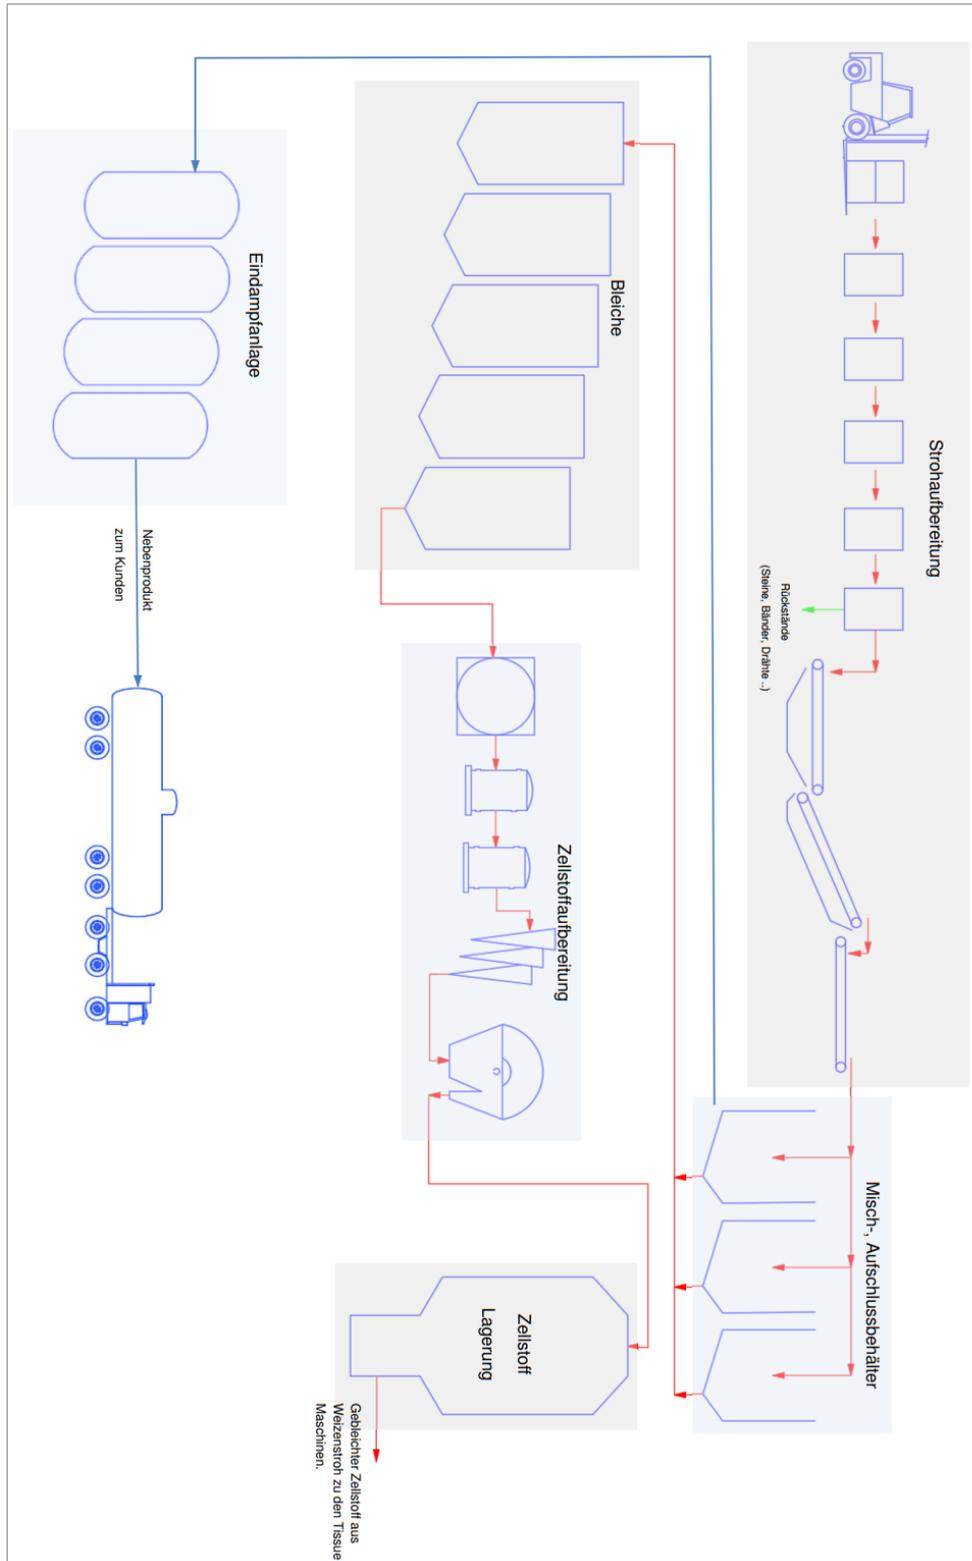 Strohaufbereitung
Rückstände
(Steine, Bänder, Drähte ..)
Misch-, Aufschlussbehälter
Bleiche
Zellstoffaufbereitung
Zellstoff
Lagerung
Gebleichter Zellstoff aus
Weizenstroh zu den Tissue
Maschinen.
Eindampfanlage
Nebenprodukt
zum Kunden